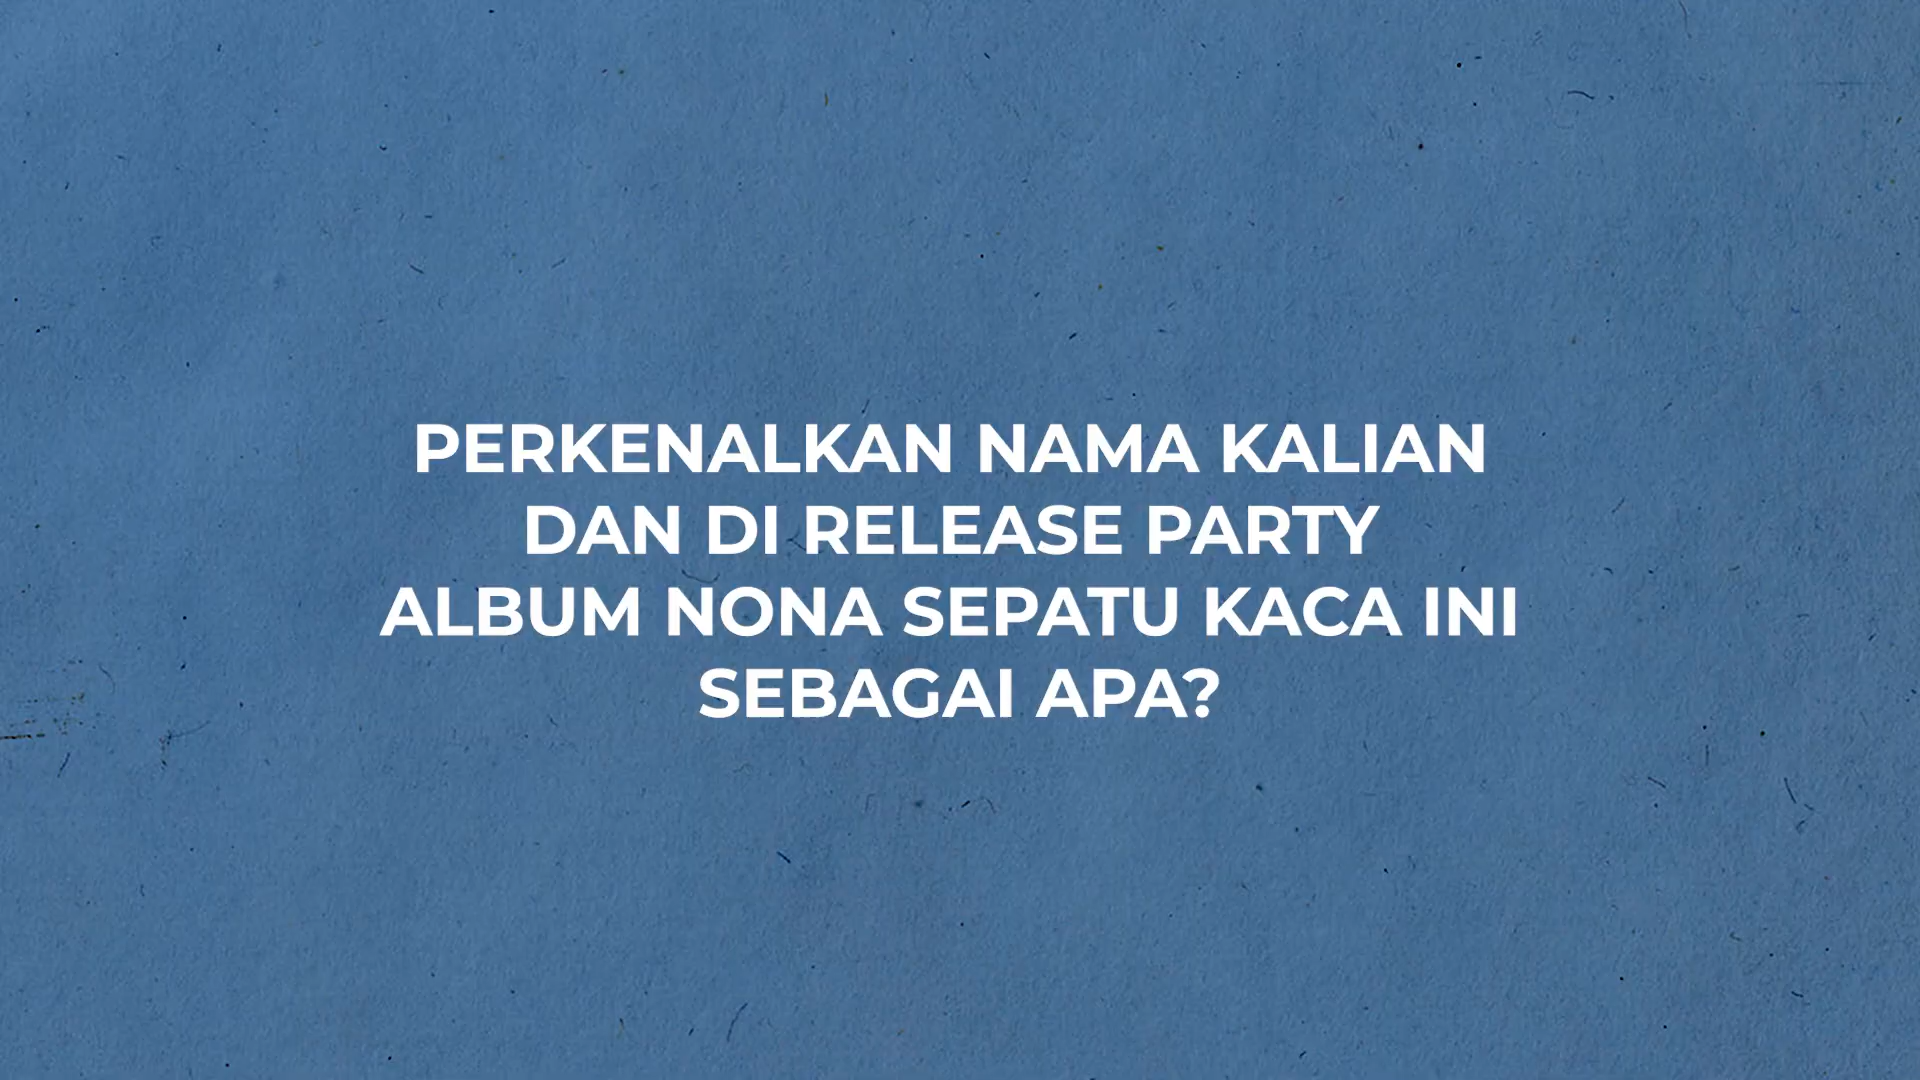 PERKENALKAN NAMA KALIAN
DAN DI RELEASE PARTY
ALBUM NONA SEPATU KACA INI
SEBAGAI APA?